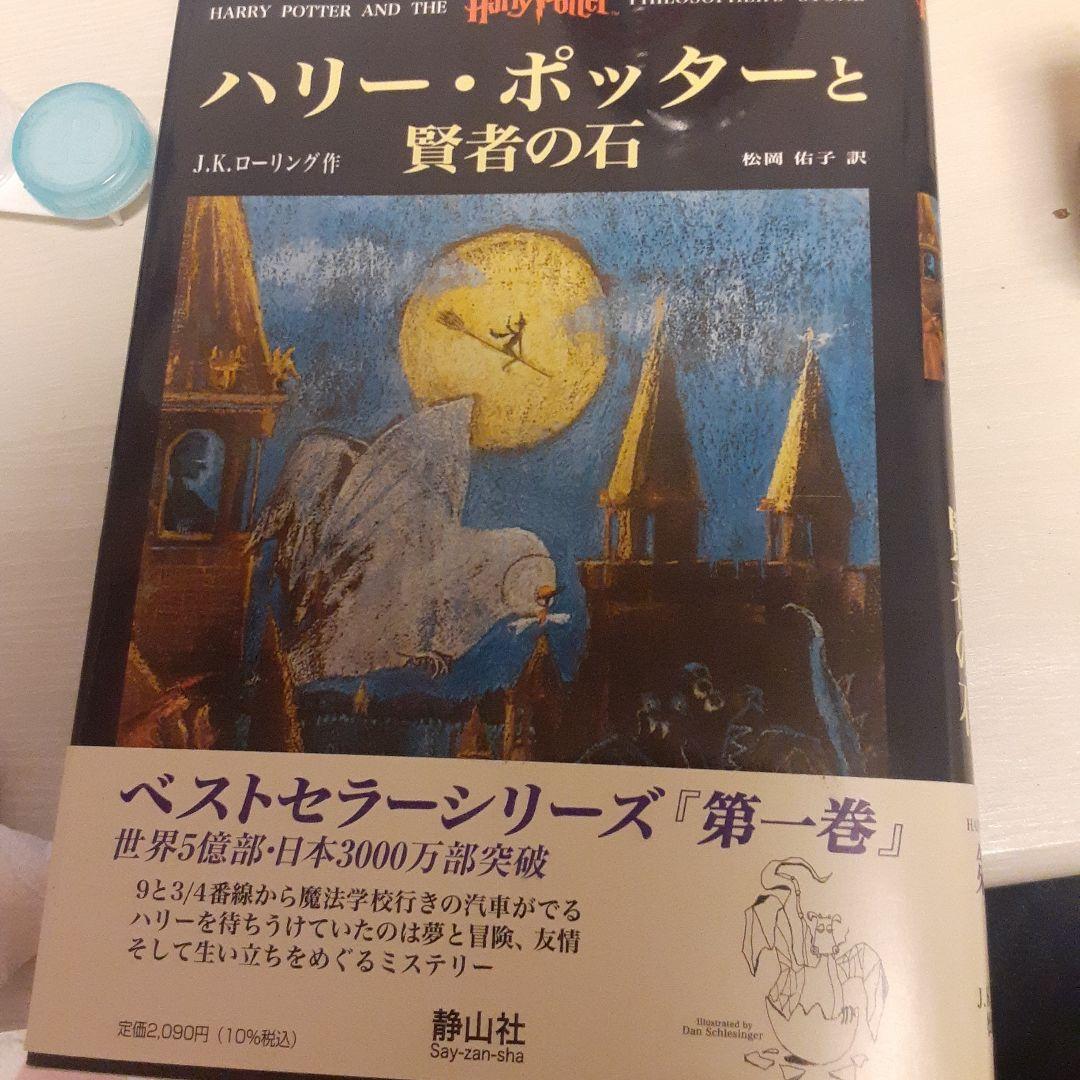 HARRY POTTER AND THE Harry Potter PHILOSOPHER'S STONE
ハリー・ポッターと
賢者の石
J.K.ローリング作
松岡 佑子 訳
ベストセラーシリーズ『第一巻』
世界5億部・日本3000万部突破
9と3/4番線から魔法学校行きの汽車がでる
ハリーを待ちうけていたのは夢と冒険、友情
そして生い立ちをめぐるミステリー
Illustrated by
Dan Schlesinger
定価2,090円（10%税込）
静山社
Say-zan-sha